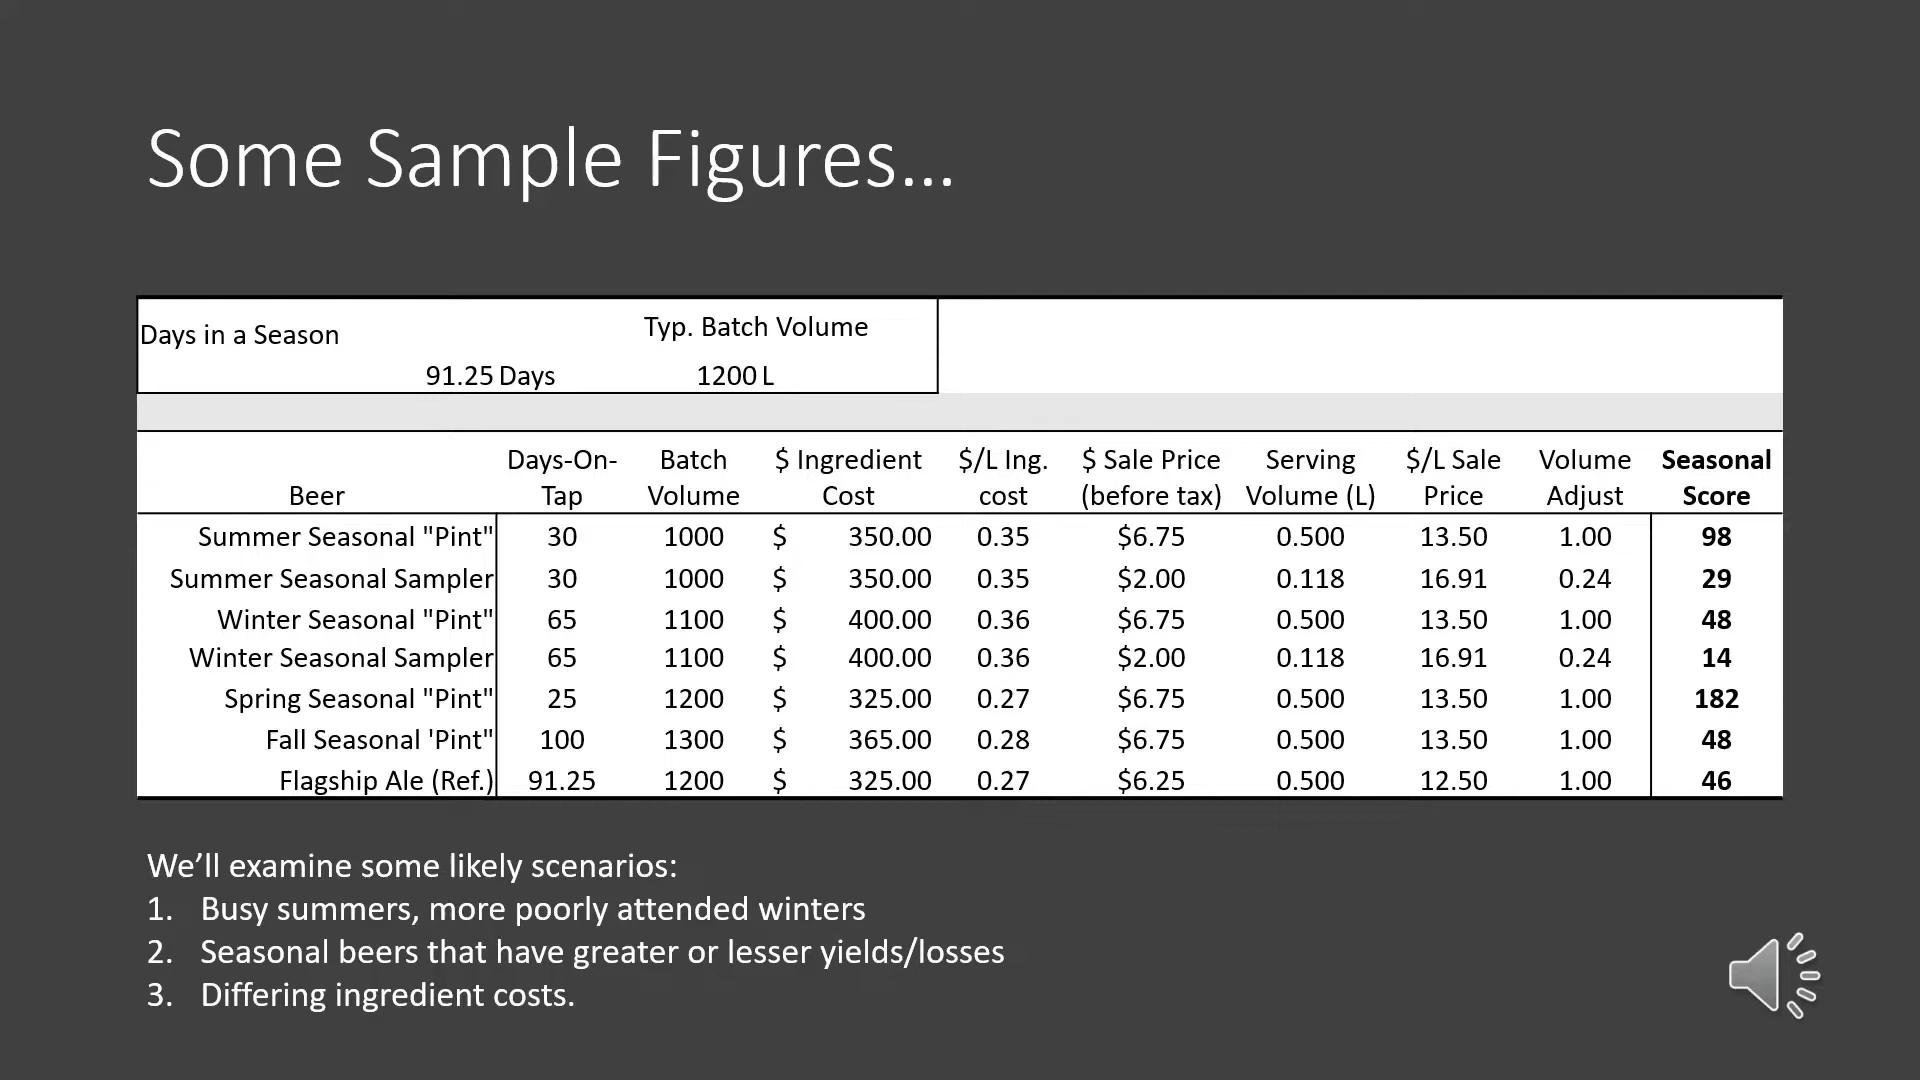 Some Sample Figures...
Days in a Season
Typ. Batch Volume
91.25 Days 1200 L
Beer Days-On-Tap Batch Volume $ Ingredient Cost $/L Ing. cost $ Sale Price (before tax) Serving Volume (L) $/L Sale Price Volume Adjust Seasonal Score
Summer Seasonal "Pint" 30 1000 $ 350.00 0.35 $6.75 0.500 13.50 1.00 98
Summer Seasonal Sampler 30 1000 $ 350.00 0.35 $2.00 0.118 16.91 0.24 29
Winter Seasonal "Pint" 65 1100 $ 400.00 0.36 $6.75 0.500 13.50 1.00 48
Winter Seasonal Sampler 65 1100 $ 400.00 0.36 $2.00 0.118 16.91 0.24 14
Spring Seasonal "Pint" 25 1200 $ 325.00 0.27 $6.75 0.500 13.50 1.00 182
Fall Seasonal 'Pint" 100 1300 $ 365.00 0.28 $6.75 0.500 13.50 1.00 48
Flagship Ale (Ref.) 91.25 1200 $ 325.00 0.27 $6.25 0.500 12.50 1.00 46
We'll examine some likely scenarios:
1. Busy summers, more poorly attended winters
2. Seasonal beers that have greater or lesser yields/losses
3. Differing ingredient costs.